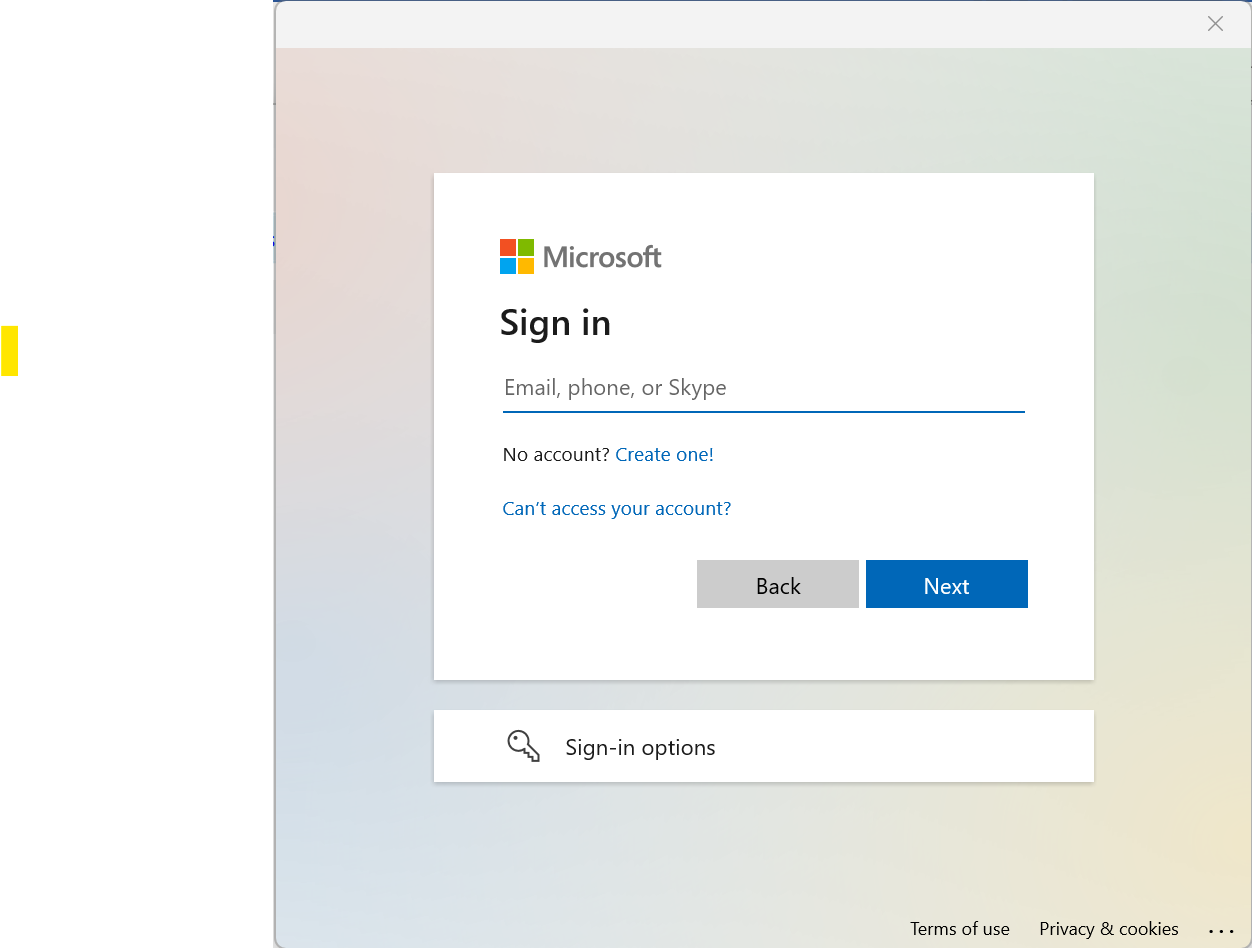 Microsoft
Sign in
Email, phone, or Skype
No account? Create one!
Can't access your account?
Back
Next
Sign-in options
Terms of use
Privacy & cookies
...